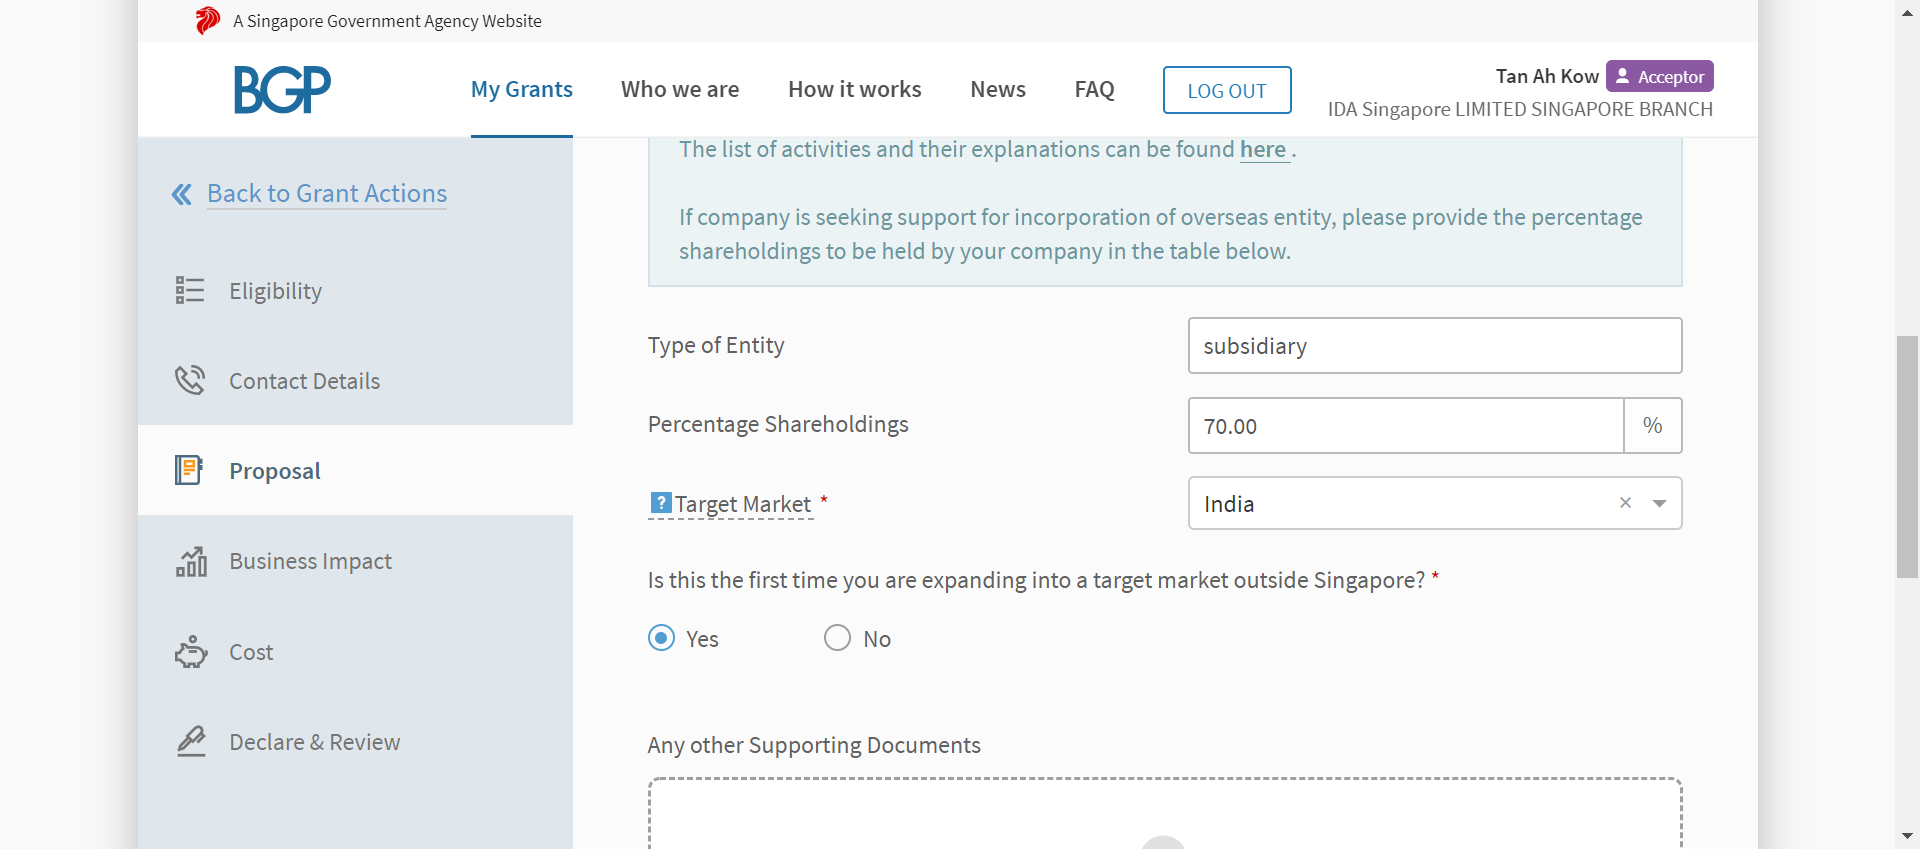 A Singapore Government Agency Website
BGP
My Grants
Who we are
How it works
News
FAQ
LOG OUT
Tan Ah Kow
Acceptor
IDA Singapore LIMITED SINGAPORE BRANCH
Back to Grant Actions
Eligibility
Contact Details
Proposal
Business Impact
Cost
Declare & Review
The list of activities and their explanations can be found here .
If company is seeking support for incorporation of overseas entity, please provide the percentage
shareholdings to be held by your company in the table below.
Type of Entity
subsidiary
Percentage Shareholdings
70.00
%
? Target Market *
India
Is this the first time you are expanding into a target market outside Singapore? *
Yes
No
Any other Supporting Documents